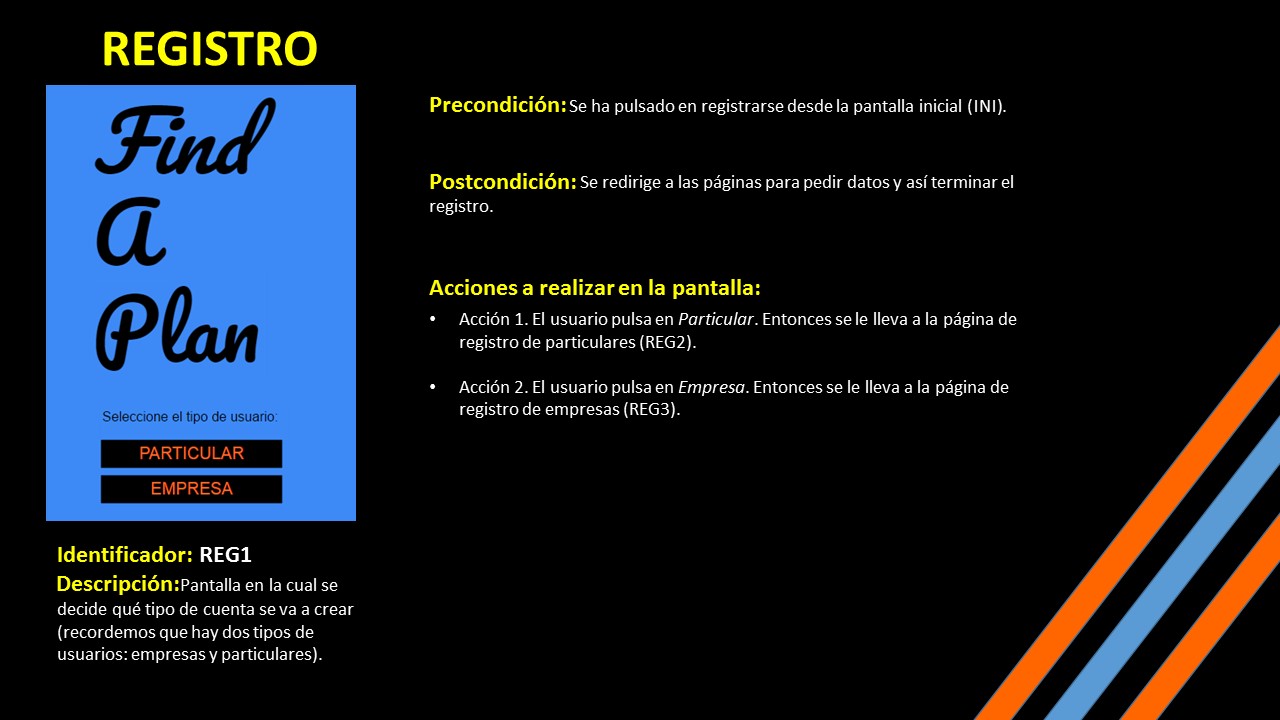 REGISTRO
Find
A
Plan
Seleccione el tipo de usuario:
PARTICULAR
EMPRESA
Identificador: REG1
Descripción:Pantalla en la cual se
decide qué tipo de cuenta se va a crear
(recordemos que hay dos tipos de
usuarios: empresas y particulares).
Precondición: Se ha pulsado en registrarse desde la pantalla inicial (INI).
Postcondición: Se redirige a las páginas para pedir datos y así terminar el
registro.
Acciones a realizar en la pantalla:
• Acción 1. El usuario pulsa en Particular. Entonces se le lleva a la página de
registro de particulares (REG2).
• Acción 2. El usuario pulsa en Empresa. Entonces se le lleva a la página de
registro de empresas (REG3).